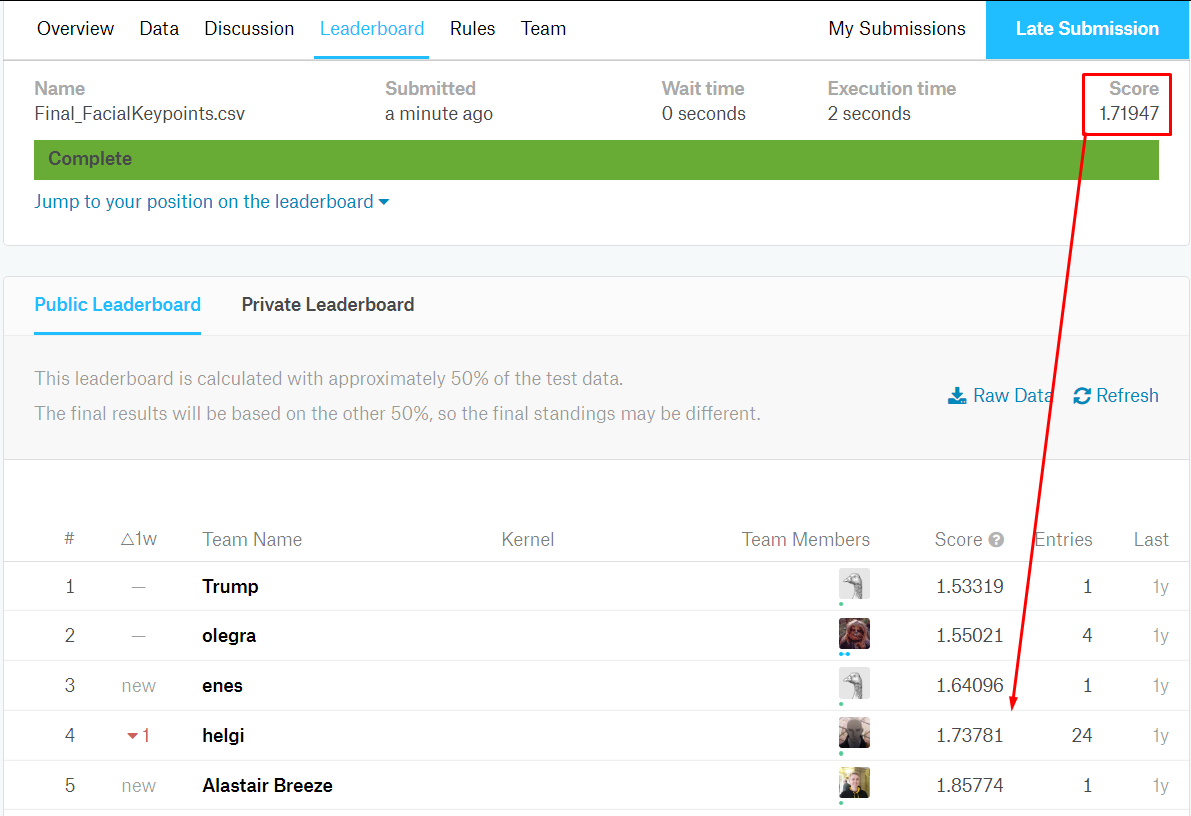 Overview Data Discussion Leaderboard Rules Team My Submissions Late Submission
Name Submitted Wait time Execution time Score
Final_FacialKeypoints.csv a minute ago 0 seconds 2 seconds 1.71947
Complete
Jump to your position on the leaderboard
Public Leaderboard Private Leaderboard
This leaderboard is calculated with approximately 50% of the test data.
The final results will be based on the other 50%, so the final standings may be different.
Raw Data Refresh
# △1w Team Name Kernel Team Members Score ? Entries Last
1 — Trump 1.53319 1 1y
2 — olegra 1.55021 4 1y
3 new enes 1.64096 1 1y
4 ▾1 helgi 1.73781 24 1y
5 new Alastair Breeze 1.85774 1 1y